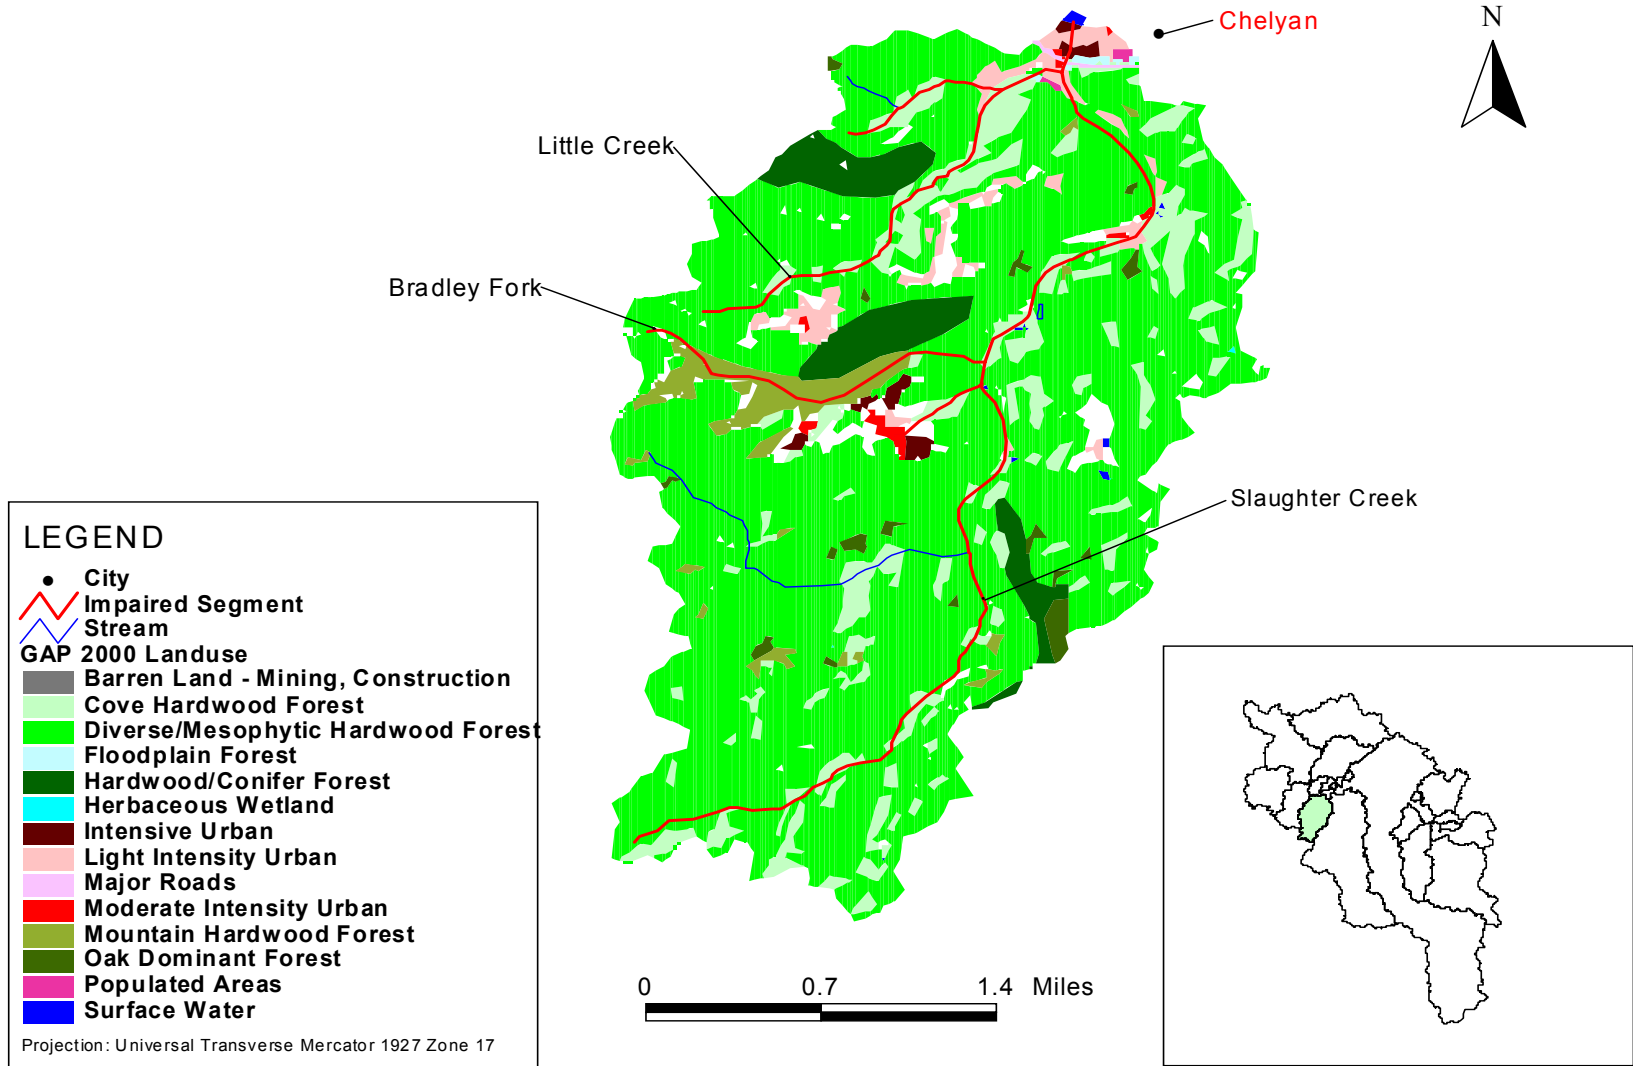 Chelyan
N
Little Creek
Bradley Fork
Slaughter Creek
LEGEND
City
Impaired Segment
Stream
GAP 2000 Landuse
Barren Land - Mining, Construction
Cove Hardwood Forest
Diverse/Mesophytic Hardwood Forest
Floodplain Forest
Hardwood/Conifer Forest
Herbaceous Wetland
Intensive Urban
Light Intensity Urban
Major Roads
Moderate Intensity Urban
Mountain Hardwood Forest
Oak Dominant Forest
Populated Areas
Surface Water
Projection: Universal Transverse Mercator 1927 Zone 17
0 0.7 1.4 Miles